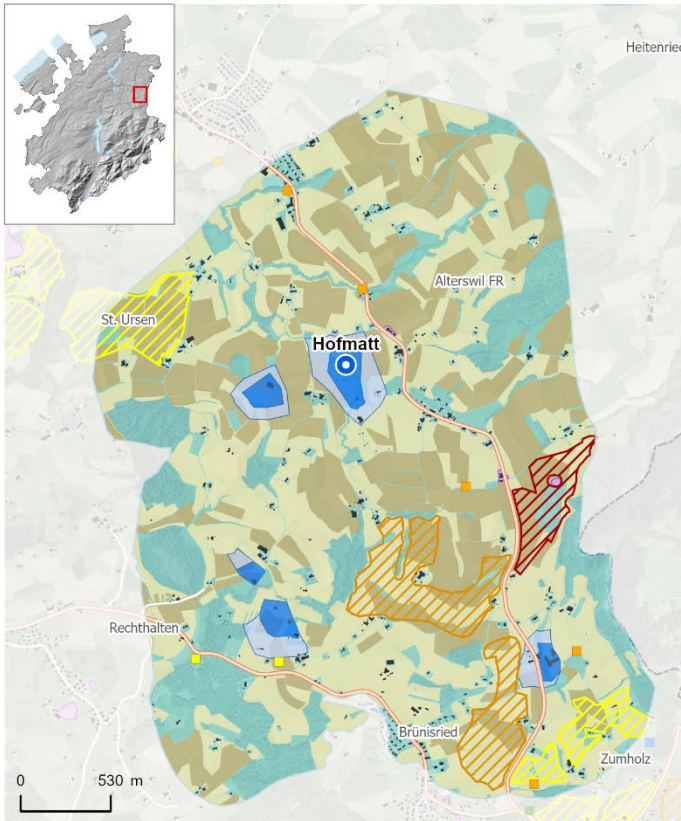 Heitenried
Alterswil FR
St. Ursen
Hofmatt
Rechthalten
Brünisried
Zumholz
0 530 m